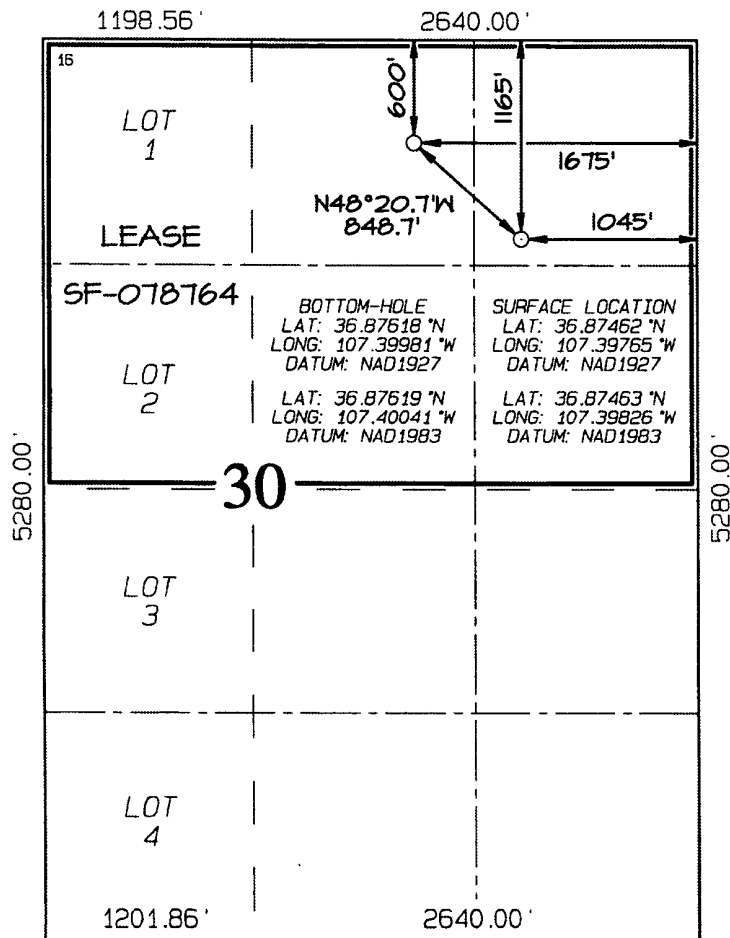 1198.56'
2640.00'
16
LOT
1
600'
1165'
1675'
N48°20.7'W
848.7'
1045'
LEASE
SF-078764
LOT
2
BOTTOM-HOLE
LAT: 36.87618 °N
LONG: 107.39981 °W
DATUM: NAD1927
LAT: 36.87619 °N
LONG: 107.40041 °W
DATUM: NAD1983
SURFACE LOCATION
LAT: 36.87462 °N
LONG: 107.39765 °W
DATUM: NAD1927
LAT: 36.87463 °N
LONG: 107.39826 °W
DATUM: NAD1983
5280.00'
30
5280.00'
LOT
3
LOT
4
1201.86'
2640.00'